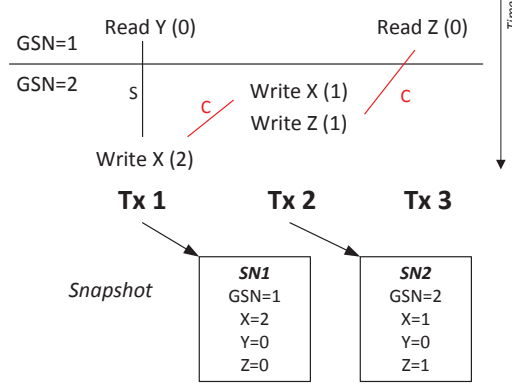 Read Y (0)
Read Z (0)
Time
GSN=1
GSN=2
S
C
Write X (1)
C
Write Z (1)
Write X (2)
Tx 1
Tx 2
Tx 3
Snapshot
SN1
GSN=1
X=2
Y=0
Z=0
SN2
GSN=2
X=1
Y=0
Z=1